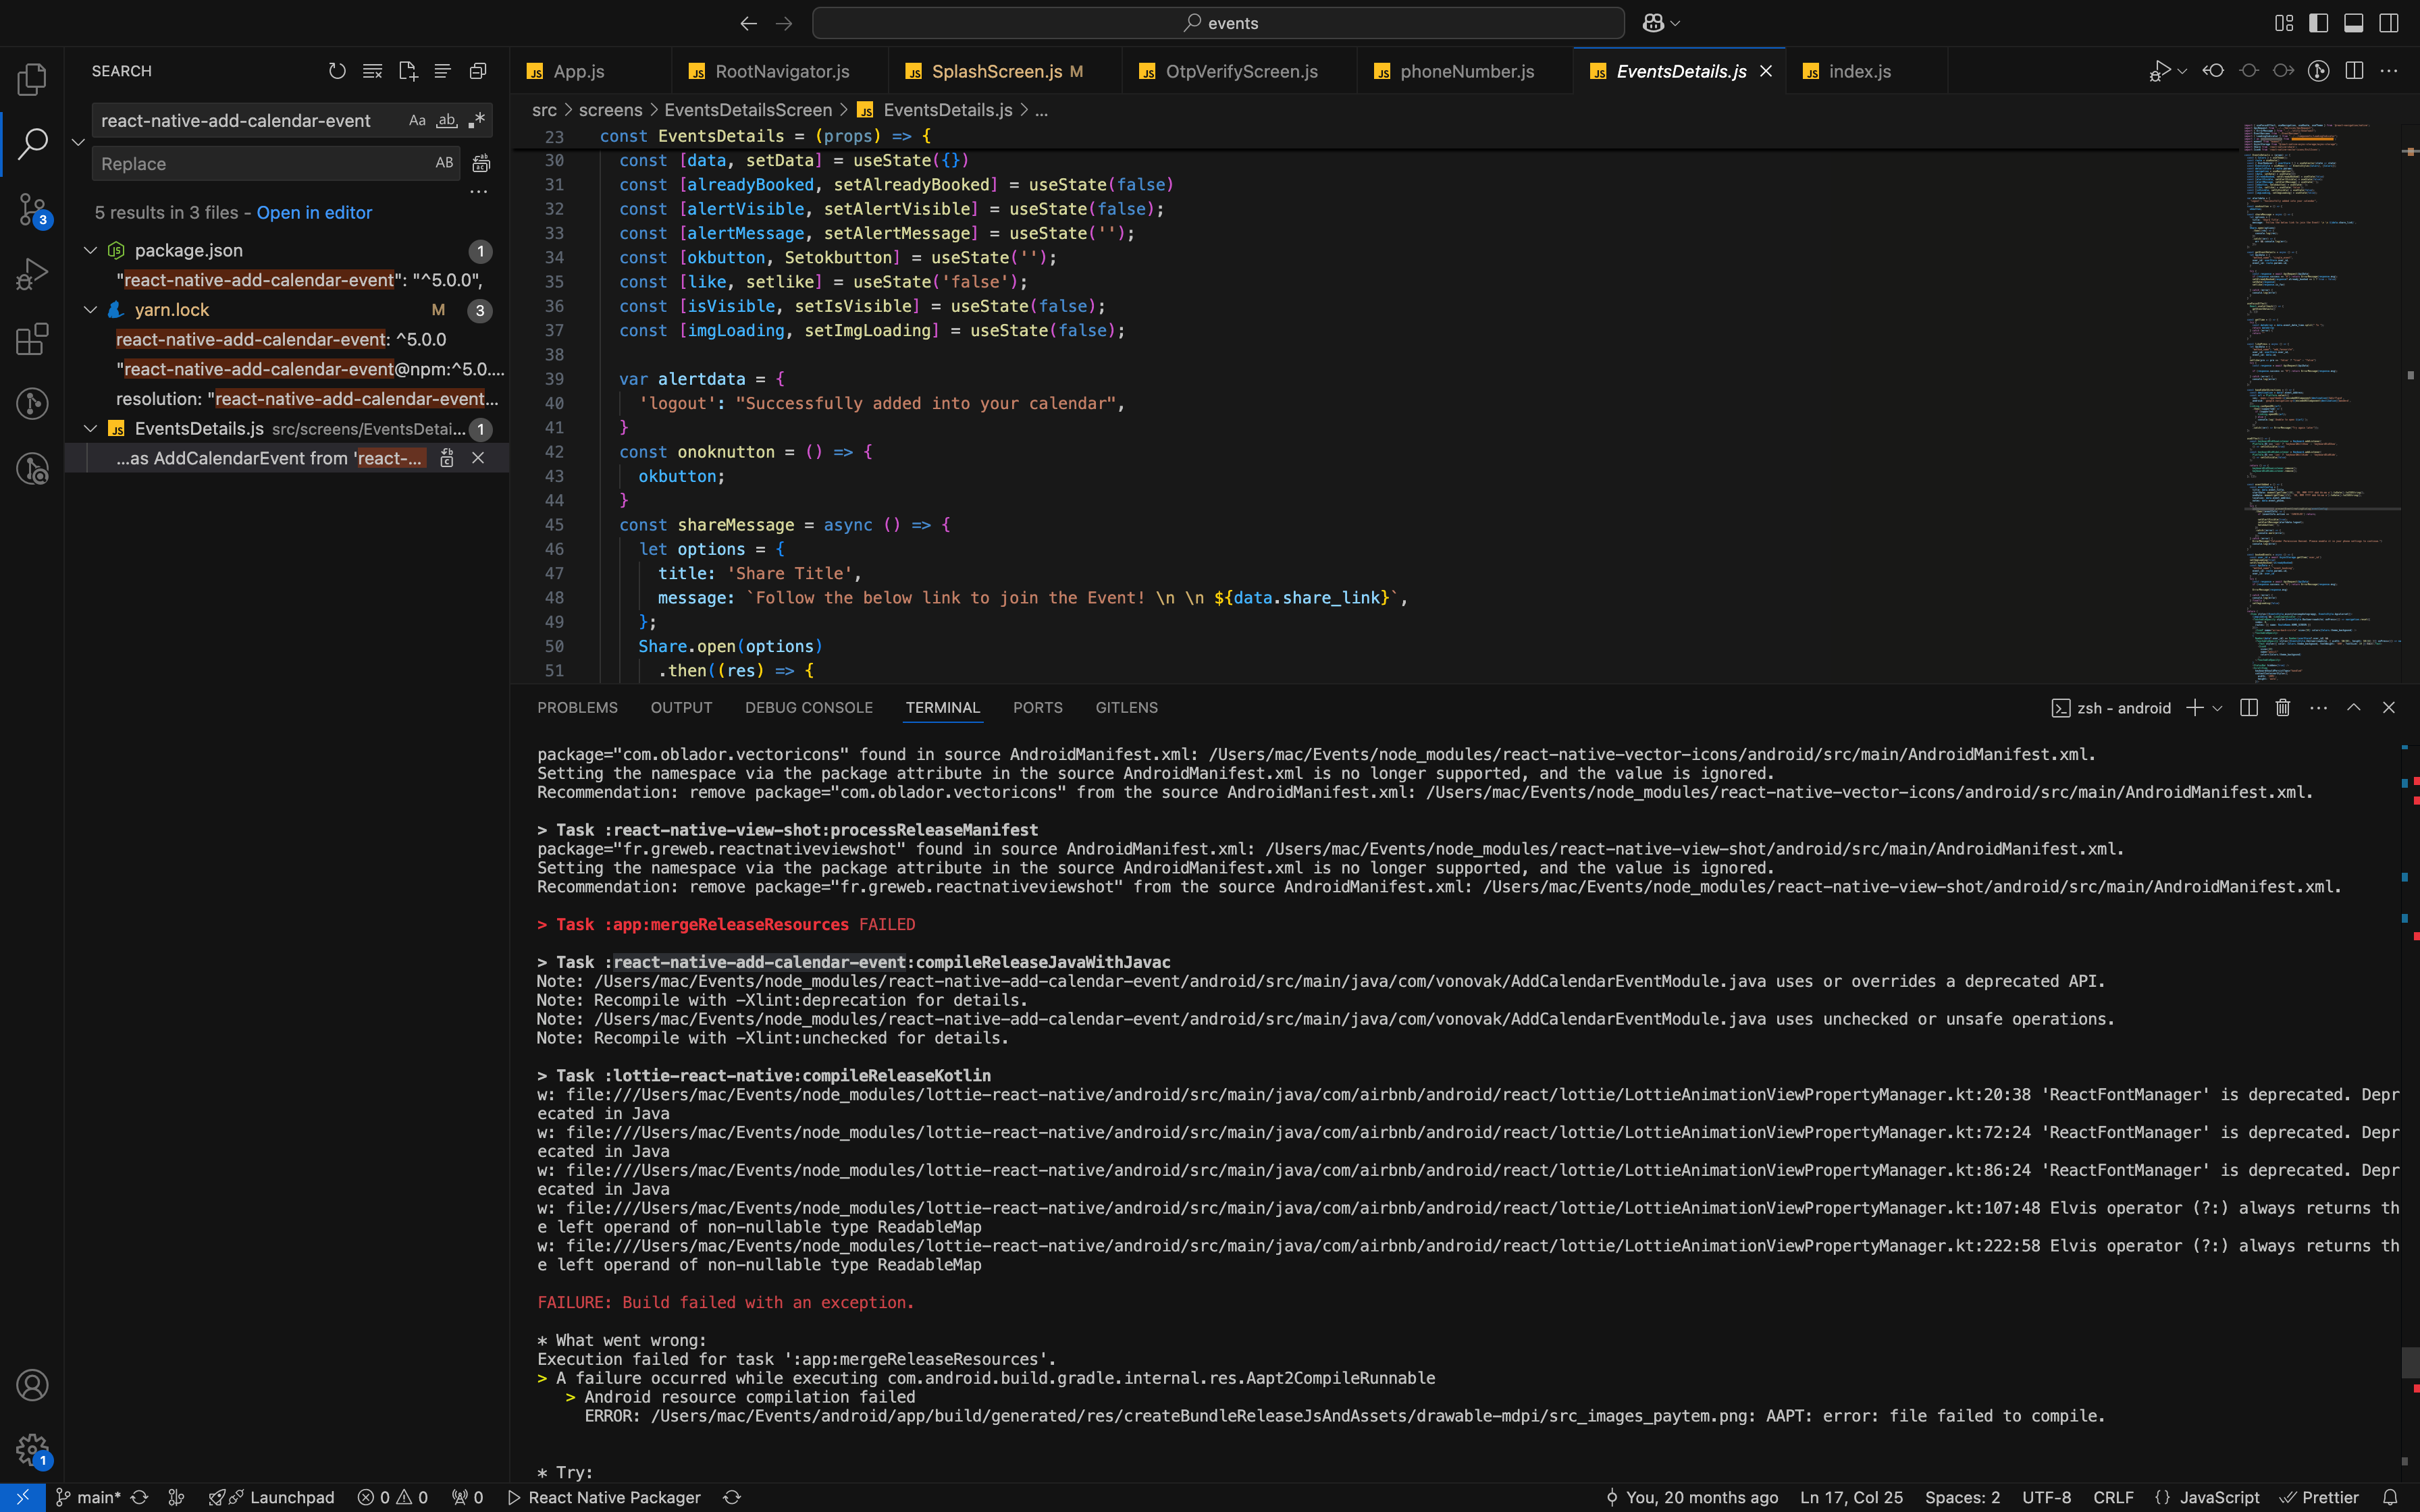 events
SEARCH
react-native-add-calendar-event
Aa
ab
Replace
AB
5 results in 3 files - Open in editor
package.json
1
"react-native-add-calendar-event": "^5.0.0",
yarn.lock
M
3
react-native-add-calendar-event: ^5.0.0
"react-native-add-calendar-event@npm:^5.0....
resolution: "react-native-add-calendar-event...
EventsDetails.js src/screens/EventsDetai...
1
...as AddCalendarEvent from 'react-...
3
1
App.js
RootNavigator.js
SplashScreen.js M
OtpVerifyScreen.js
phoneNumber.js
EventsDetails.js
index.js
src > screens > EventsDetailsScreen > EventsDetails.js > ...
23 const EventsDetails = (props) => {
30 const [data, setData] = useState({})
31 const [alreadyBooked, setAlreadyBooked] = useState(false)
32 const [alertVisible, setAlertVisible] = useState(false);
33 const [alertMessage, setAlertMessage] = useState('');
34 const [okbutton, Setokbutton] = useState('');
35 const [like, setlike] = useState('false');
36 const [isVisible, setIsVisible] = useState(false);
37 const [imgLoading, setImgLoading] = useState(false);
38
39 var alertdata = {
40 'logout': "Successfully added into your calendar",
41 }
42 const onoknutton = () => {
43 okbutton;
44 }
45 const shareMessage = async () => {
46 let options = {
47 title: 'Share Title',
48 message: `Follow the below link to join the Event! \n \n ${data.share_link}`,
49 };
50 Share.open(options)
51 .then((res) => {
PROBLEMS
OUTPUT
DEBUG CONSOLE
TERMINAL
PORTS
GITLENS
zsh - android
package="com.oblador.vectoricons" found in source AndroidManifest.xml: /Users/mac/Events/node_modules/react-native-vector-icons/android/src/main/AndroidManifest.xml.
Setting the namespace via the package attribute in the source AndroidManifest.xml is no longer supported, and the value is ignored.
Recommendation: remove package="com.oblador.vectoricons" from the source AndroidManifest.xml: /Users/mac/Events/node_modules/react-native-vector-icons/android/src/main/AndroidManifest.xml.
> Task :react-native-view-shot:processReleaseManifest
package="fr.greweb.reactnativeviewshot" found in source AndroidManifest.xml: /Users/mac/Events/node_modules/react-native-view-shot/android/src/main/AndroidManifest.xml.
Setting the namespace via the package attribute in the source AndroidManifest.xml is no longer supported, and the value is ignored.
Recommendation: remove package="fr.greweb.reactnativeviewshot" from the source AndroidManifest.xml: /Users/mac/Events/node_modules/react-native-view-shot/android/src/main/AndroidManifest.xml.
> Task :app:mergeReleaseResources FAILED
> Task :react-native-add-calendar-event:compileReleaseJavaWithJavac
Note: /Users/mac/Events/node_modules/react-native-add-calendar-event/android/src/main/java/com/vonovak/AddCalendarEventModule.java uses or overrides a deprecated API.
Note: Recompile with -Xlint:deprecation for details.
Note: /Users/mac/Events/node_modules/react-native-add-calendar-event/android/src/main/java/com/vonovak/AddCalendarEventModule.java uses unchecked or unsafe operations.
Note: Recompile with -Xlint:unchecked for details.
> Task :lottie-react-native:compileReleaseKotlin
w: file:///Users/mac/Events/node_modules/lottie-react-native/android/src/main/java/com/airbnb/android/react/lottie/LottieAnimationViewPropertyManager.kt:20:38 'ReactFontManager' is deprecated. Depr
ecated in Java
w: file:///Users/mac/Events/node_modules/lottie-react-native/android/src/main/java/com/airbnb/android/react/lottie/LottieAnimationViewPropertyManager.kt:72:24 'ReactFontManager' is deprecated. Depr
ecated in Java
w: file:///Users/mac/Events/node_modules/lottie-react-native/android/src/main/java/com/airbnb/android/react/lottie/LottieAnimationViewPropertyManager.kt:86:24 'ReactFontManager' is deprecated. Depr
ecated in Java
w: file:///Users/mac/Events/node_modules/lottie-react-native/android/src/main/java/com/airbnb/android/react/lottie/LottieAnimationViewPropertyManager.kt:107:48 Elvis operator (?:) always returns th
e left operand of non-nullable type ReadableMap
w: file:///Users/mac/Events/node_modules/lottie-react-native/android/src/main/java/com/airbnb/android/react/lottie/LottieAnimationViewPropertyManager.kt:222:58 Elvis operator (?:) always returns th
e left operand of non-nullable type ReadableMap
FAILURE: Build failed with an exception.
* What went wrong:
Execution failed for task ':app:mergeReleaseResources'.
> A failure occurred while executing com.android.build.gradle.internal.res.Aapt2CompileRunnable
> Android resource compilation failed
ERROR: /Users/mac/Events/android/app/build/generated/res/createBundleReleaseJsAndAssets/drawable-mdpi/src_images_paytem.png: AAPT: error: file failed to compile.
* Try:
main*
Launchpad
0
0
0
React Native Packager
You, 20 months ago
Ln 17, Col 25
Spaces: 2
UTF-8
CRLF
{} JavaScript
Prettier